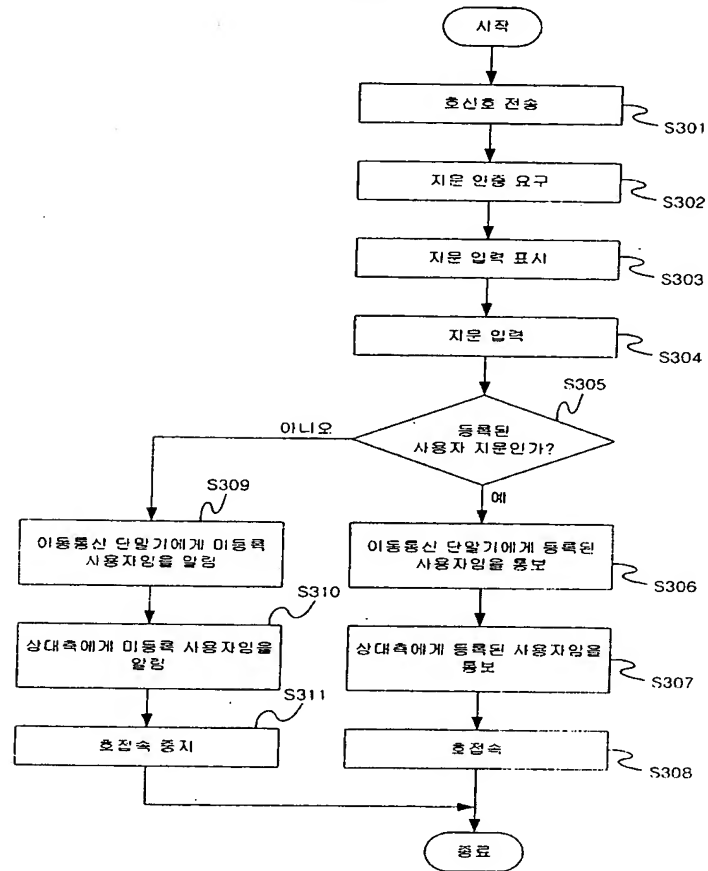 시작
호신호 전송
S301
지문 인증 요구
S302
지문 입력 표시
S303
지문 입력
S304
S305
등록된
사용자 지문인가?
아니오
예
S309
이동통신 단말기에게 미등록
사용자임을 알림
이동통신 단말기에게 등록된
사용자임을 통보
S306
S310
상대측에게 미등록 사용자임을
알림
상대측에게 등록된 사용자임을
통보
S307
S311
호접속 중지
호접속
S308
종료